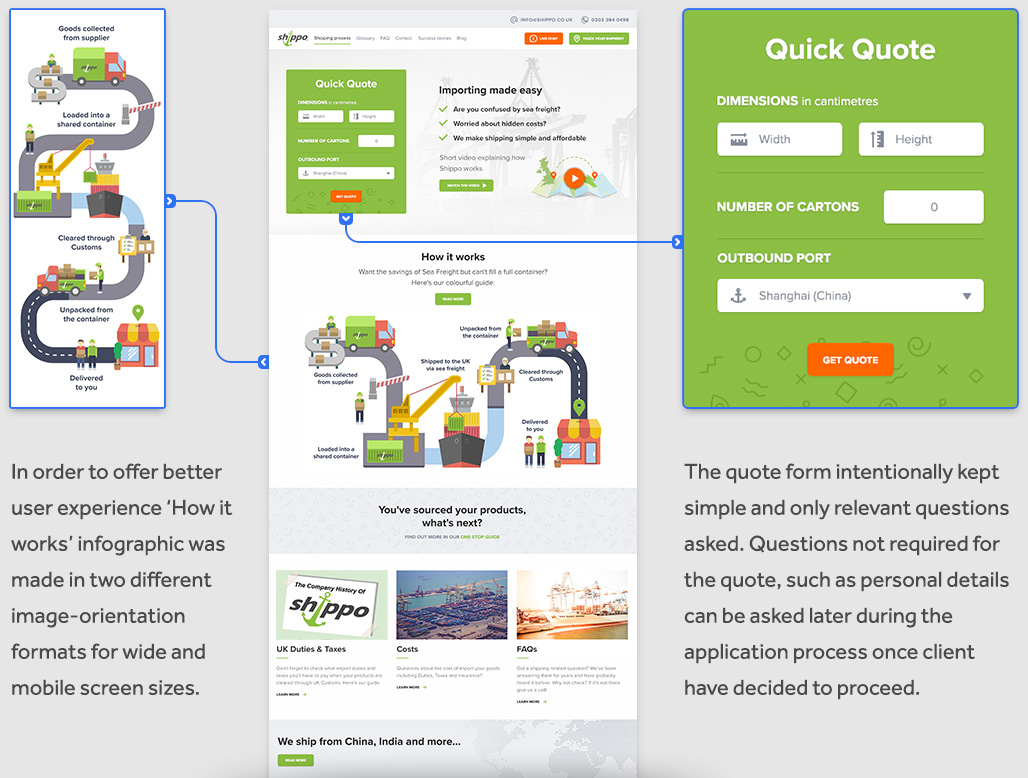 Goods collected
from supplier
Loaded into a
shared container
Cleared through
Customs
Unpacked from
the container
Delivered
to you
In order to offer better
user experience ‘How it
works’ infographic was
made in two different
image-orientation
formats for wide and
mobile screen sizes.
INFO@SHIPPO.CO.UK 0203 384 0498
shippo Shipping process Glossary FAQ Contact Success stories Blog LIVE CHAT TRACK YOUR SHIPMENT
Quick Quote
DIMENSIONS in centimetres
Width Height
NUMBER OF CARTONS 0
OUTBOUND PORT
Shanghai (China)
GET QUOTE
Importing made easy
Are you confused by sea freight?
Worried about hidden costs?
We make shipping simple and affordable
Short video explaining how
Shippo works
WATCH THE VIDEO
How it works
Want the savings of Sea Freight but can't fill a full container?
Here's our colourful guide:
READ MORE
Goods collected
from supplier
Loaded into a
shared container
Shipped to the UK
via sea freight
Unpacked from
the container
Cleared through
Customs
Delivered
to you
You've sourced your products,
what's next?
FIND OUT MORE IN OUR ONE STOP GUIDE
The Company History Of
shippo
UK Duties & Taxes
Don't forget to check what import duties and
taxes you'll have to pay when your products are
cleared through UK Customs. Here's our guide
LEARN MORE
Costs
Questions about the cost of import your goods
including Duties, Taxes and Insurance?
LEARN MORE
FAQs
Got a shipping related question? We've been
answering them for years and have probably
heard it before. Why not check? If it's not there
give us a call!
LEARN MORE
We ship from China, India and more...
READ MORE
Quick Quote
DIMENSIONS in cantimetres
Width Height
NUMBER OF CARTONS 0
OUTBOUND PORT
Shanghai (China)
GET QUOTE
The quote form intentionally kept
simple and only relevant questions
asked. Questions not required for
the quote, such as personal details
can be asked later during the
application process once client
have decided to proceed.